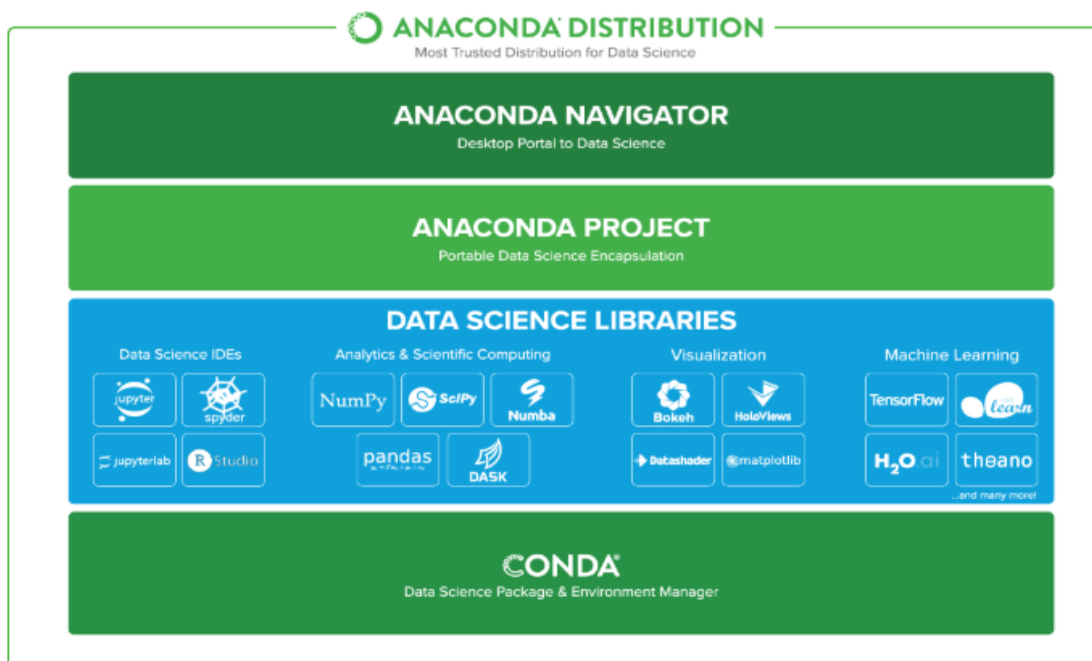 ANACONDA DISTRIBUTION
Most Trusted Distribution for Data Science
ANACONDA NAVIGATOR
Desktop Portal to Data Science
ANACONDA PROJECT
Portable Data Science Encapsulation
DATA SCIENCE LIBRARIES
Data Science IDEs
jupyter
spyder
jupyterlab
R Studio
Analytics & Scientific Computing
NumPy
SciPy
Numba
pandas
DASK
Visualization
Bokeh
HoloViews
Datashader
matplotlib
Machine Learning
TensorFlow
learn
H2O.ai
theano
...and many more!
CONDA®
Data Science Package & Environment Manager